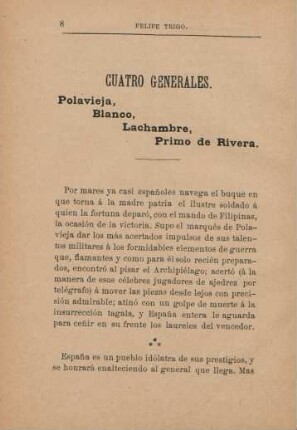 8
FELIPE TRIGO.
CUATRO GENERALES.
Polavieja,
Blanco,
Lachambre,
Primo de Rivera.
Por mares ya casi españoles navega el buque en
que torna á la madre patria el ilustre soldado á
quien la fortuna deparó, con el mando de Filipinas,
la ocasión de la victoria. Supo el marqués de Pola-
vieja dar los más acertados impulsos de sus talen-
tos militares á los formidables elementos de guerra
que, flamantes y como para él solo recién prepara-
dos, encontró al pisar el Archipiélago; acertó (á la
manera de esos célebres jugadores de ajedrez por
telégrafo) á mover las piezas desde lejos con preci-
sión admirable; atinó con un golpe de muerte á la
insurrección tagala, y España entera le aguarda
para ceñir en su frente los laureles del vencedor.
España es un pueblo idólatra de sus prestigios, y
se honrará enalteciendo al general que llega. Mas